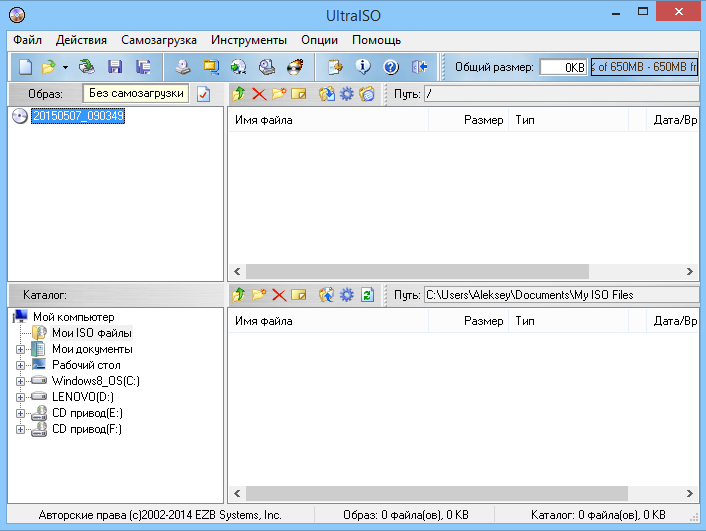 UltraISO
Файл Действия Самозагрузка Инструменты Опции Помощь
Общий размер: 0KB % of 650MB - 650MB fr
Образ: Без самозагрузки Путь: /
20150507_090349
Имя файла Размер Тип Дата/Вр
Каталог: Путь: C:\Users\Aleksey\Documents\My ISO Files
Мой компьютер
Имя файла Размер Тип Дата/Вр
Мои ISO файлы
Мои документы
Рабочий стол
Windows8_OS(C:)
LENOVO(D:)
CD привод(E:)
CD привод(F:)
Авторские права (c)2002-2014 EZB Systems, Inc. Образ: 0 файла(ов), 0 KB Каталог: 0 файла(ов), 0 KB